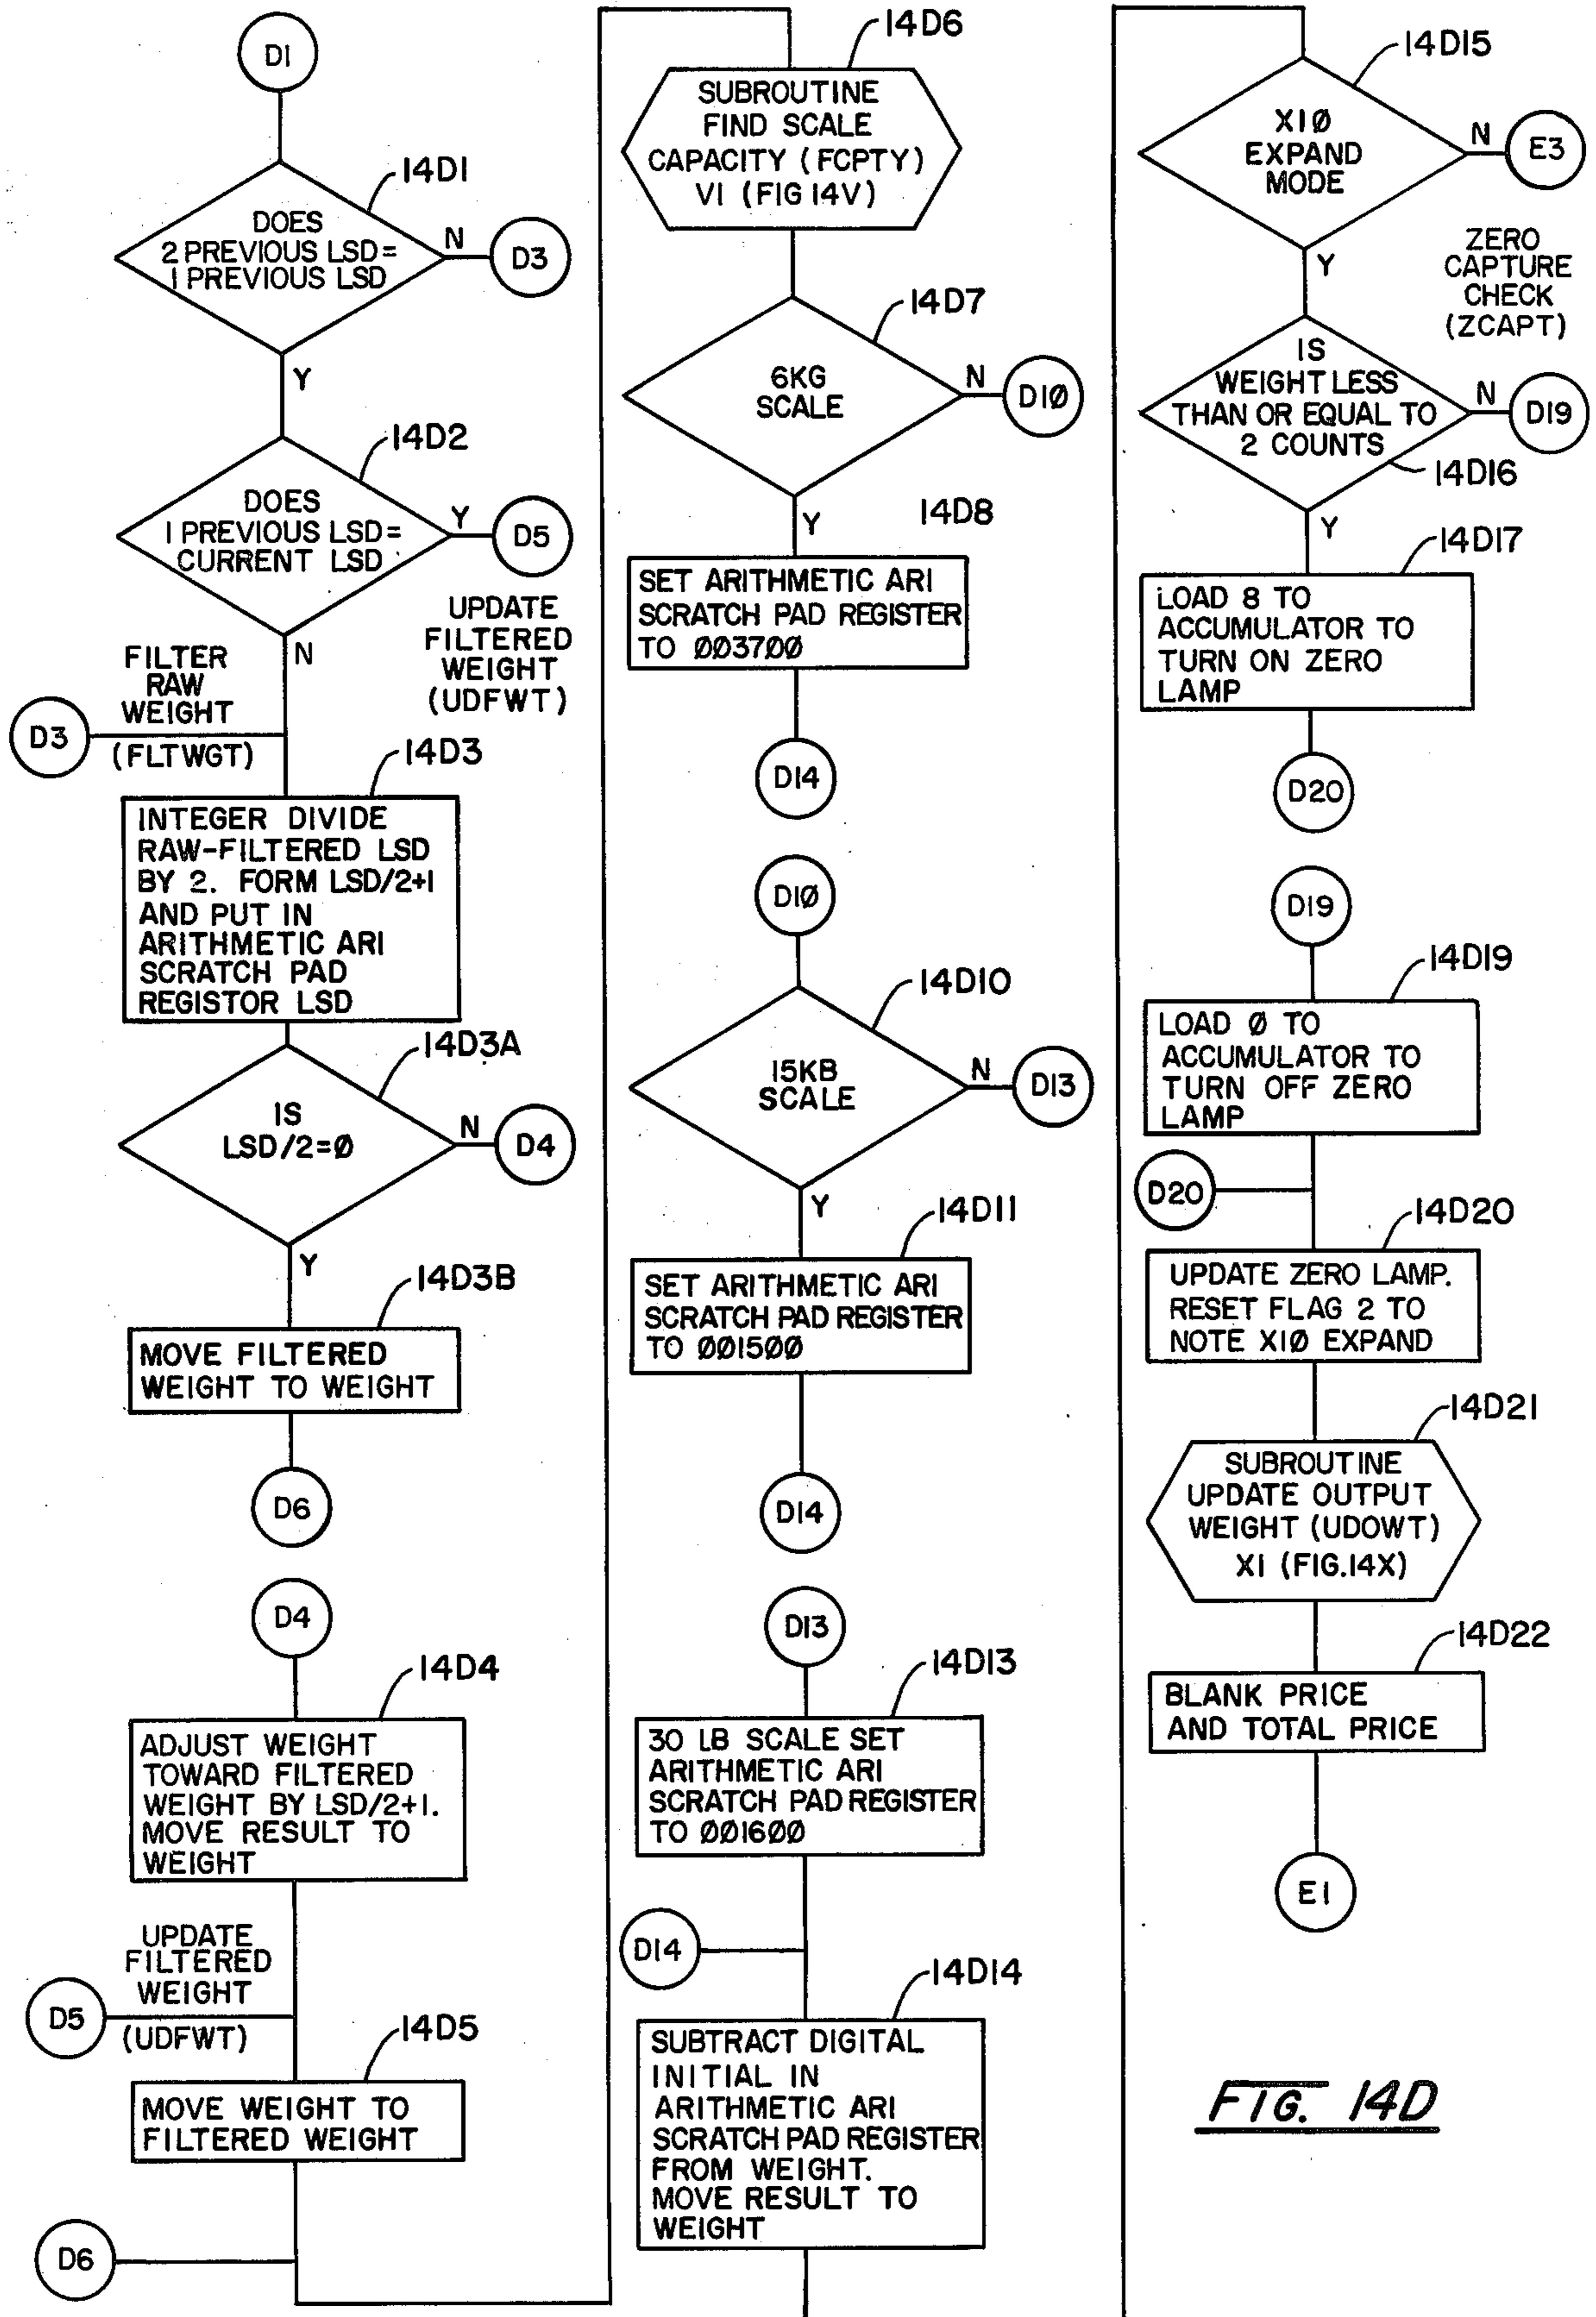 D1
14D1
DOES
2 PREVIOUS LSD=
1 PREVIOUS LSD
N
D3
Y
14D2
DOES
1 PREVIOUS LSD=
CURRENT LSD
Y
D5
N
UPDATE
FILTERED
WEIGHT
(UDFWT)
FILTER
RAW
WEIGHT
D3
(FLTWGT)
14D3
INTEGER DIVIDE
RAW-FILTERED LSD
BY 2. FORM LSD/2+1
AND PUT IN
ARITHMETIC ARI
SCRATCH PAD
REGISTOR LSD
14D3A
IS
LSD/2=Ø
N
D4
Y
14D3B
MOVE FILTERED
WEIGHT TO WEIGHT
D6
D4
14D4
ADJUST WEIGHT
TOWARD FILTERED
WEIGHT BY LSD/2+1.
MOVE RESULT TO
WEIGHT
UPDATE
FILTERED
WEIGHT
D5
(UDFWT)
14D5
MOVE WEIGHT TO
FILTERED WEIGHT
D6
14D6
SUBROUTINE
FIND SCALE
CAPACITY (FCPTY)
V1 (FIG 14V)
14D7
6KG
SCALE
N
D1Ø
Y
14D8
SET ARITHMETIC ARI
SCRATCH PAD REGISTER
TO ØØ37ØØ
D14
D1Ø
14D10
15KB
SCALE
N
D13
Y
14D11
SET ARITHMETIC ARI
SCRATCH PAD REGISTER
TO ØØ15ØØ
D14
D13
14D13
30 LB SCALE SET
ARITHMETIC ARI
SCRATCH PAD REGISTER
TO ØØ16ØØ
D14
14D14
SUBTRACT DIGITAL
INITIAL IN
ARITHMETIC ARI
SCRATCH PAD REGISTER
FROM WEIGHT.
MOVE RESULT TO
WEIGHT
14D15
X1Ø
EXPAND
MODE
N
E3
Y
ZERO
CAPTURE
CHECK
(ZCAPT)
IS
WEIGHT LESS
THAN OR EQUAL TO
2 COUNTS
N
D19
14D16
Y
14D17
LOAD 8 TO
ACCUMULATOR TO
TURN ON ZERO
LAMP
D20
D19
14D19
LOAD Ø TO
ACCUMULATOR TO
TURN OFF ZERO
LAMP
D20
14D20
UPDATE ZERO LAMP.
RESET FLAG 2 TO
NOTE X1Ø EXPAND
14D21
SUBROUTINE
UPDATE OUTPUT
WEIGHT (UDOWT)
X1 (FIG.14X)
14D22
BLANK PRICE
AND TOTAL PRICE
E1
FIG. 14D